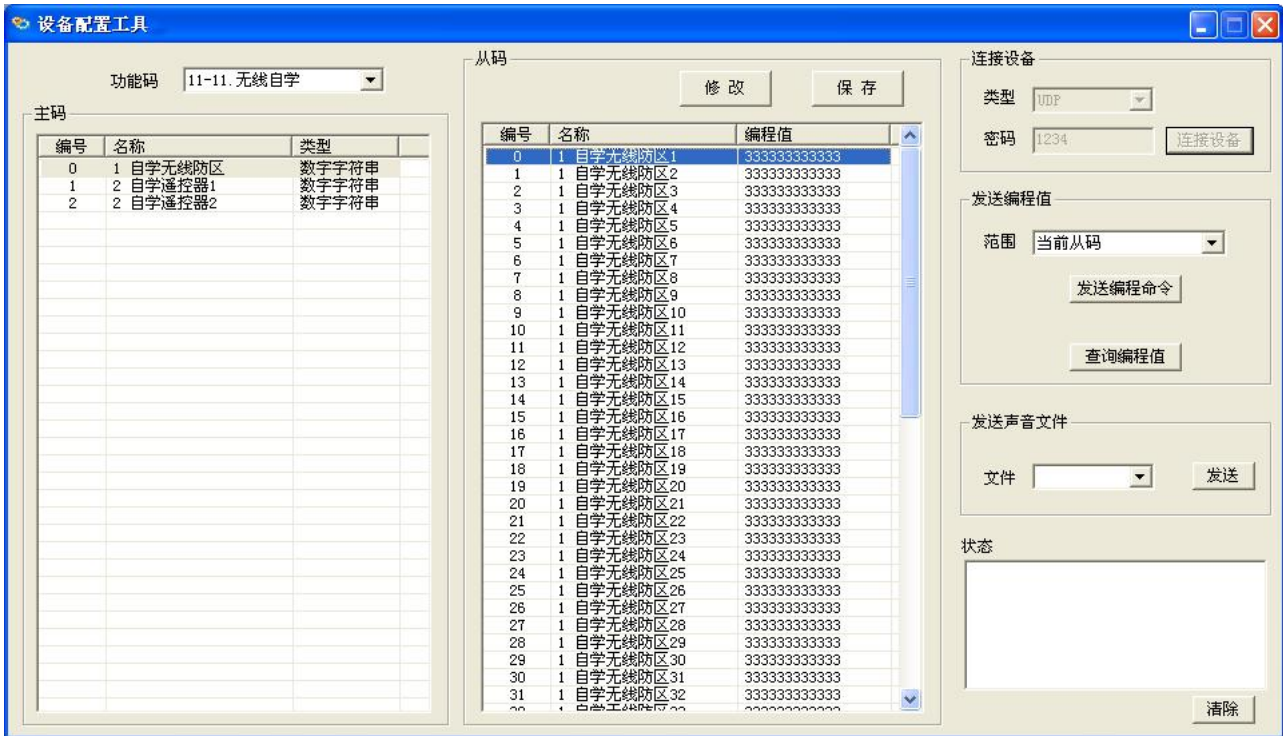 设备配置工具
功能码 11-11.无线自学
主码
编号 名称 类型
0 1 自学无线防区 数字字符串
1 2 自学遥控器1 数字字符串
2 2 自学遥控器2 数字字符串
从码
修 改 保 存
编号 名称 编程值
0 1 自学无线防区1 333333333333
1 1 自学无线防区2 333333333333
2 1 自学无线防区3 333333333333
3 1 自学无线防区4 333333333333
4 1 自学无线防区5 333333333333
5 1 自学无线防区6 333333333333
6 1 自学无线防区7 333333333333
7 1 自学无线防区8 333333333333
8 1 自学无线防区9 333333333333
9 1 自学无线防区10 333333333333
10 1 自学无线防区11 333333333333
11 1 自学无线防区12 333333333333
12 1 自学无线防区13 333333333333
13 1 自学无线防区14 333333333333
14 1 自学无线防区15 333333333333
15 1 自学无线防区16 333333333333
16 1 自学无线防区17 333333333333
17 1 自学无线防区18 333333333333
18 1 自学无线防区19 333333333333
19 1 自学无线防区20 333333333333
20 1 自学无线防区21 333333333333
21 1 自学无线防区22 333333333333
22 1 自学无线防区23 333333333333
23 1 自学无线防区24 333333333333
24 1 自学无线防区25 333333333333
25 1 自学无线防区26 333333333333
26 1 自学无线防区27 333333333333
27 1 自学无线防区28 333333333333
28 1 自学无线防区29 333333333333
29 1 自学无线防区30 333333333333
30 1 自学无线防区31 333333333333
31 1 自学无线防区32 333333333333
连接设备
类型 UDP
密码 1234 连接设备
发送编程值
范围 当前从码
发送编程命令
查询编程值
发送声音文件
文件 发送
状态
清除